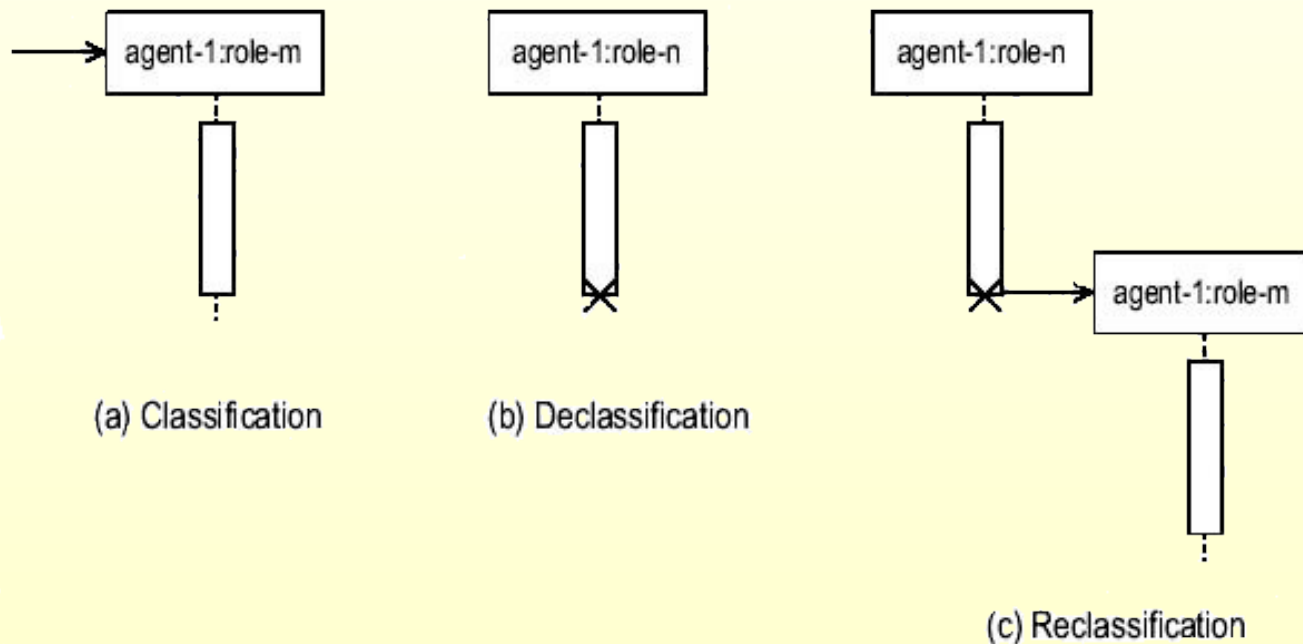 agent-1:role-m
agent-1:role-n
agent-1:role-n
agent-1:role-m
(a) Classification
(b) Declassification
(c) Reclassification